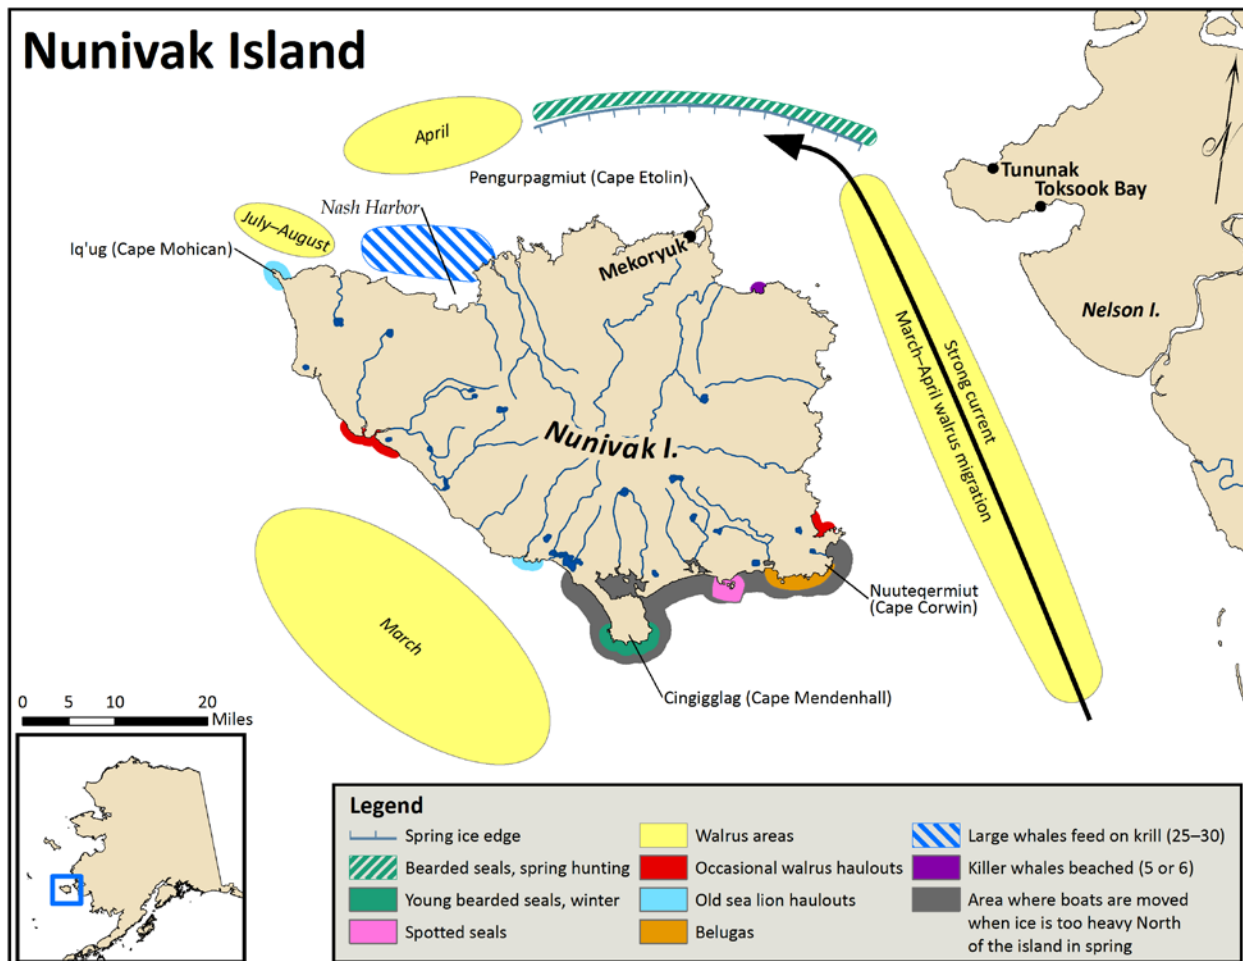 Nunivak Island
April
Pengurpagmiut (Cape Etolin)
Tununak
Toksook Bay
Nash Harbor
July–August
Iq'ug (Cape Mohican)
Mekoryuk
Nelson I.
Strong current
March–April walrus migration
Nunivak I.
Nuuteqermiut
(Cape Corwin)
March
Cingigglag (Cape Mendenhall)
0 5 10 20
Miles
N
Legend
Spring ice edge
Bearded seals, spring hunting
Young bearded seals, winter
Spotted seals
Walrus areas
Occasional walrus haulouts
Old sea lion haulouts
Belugas
Large whales feed on krill (25–30)
Killer whales beached (5 or 6)
Area where boats are moved
when ice is too heavy North
of the island in spring